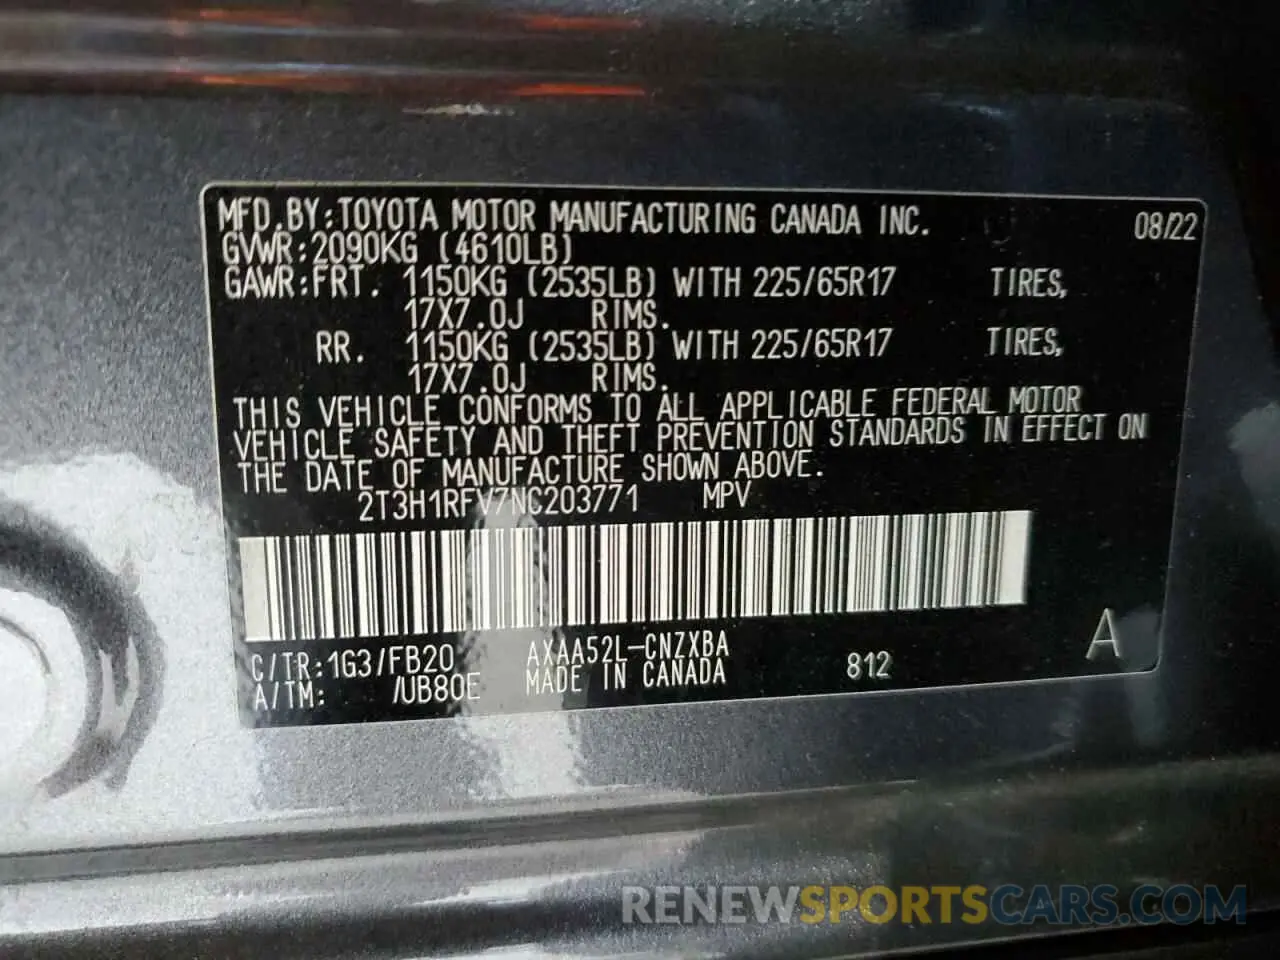 MFD.BY:TOYOTA MOTOR MANUFACTURING CANADA INC. 08/22
GVWR:2090KG (4610LB)
GAWR:FRT. 1150KG (2535LB) WITH 225/65R17 TIRES,
17X7.0J RIMS.
RR. 1150KG (2535LB) WITH 225/65R17 TIRES,
17X7.0J RIMS.
THIS VEHICLE CONFORMS TO ALL APPLICABLE FEDERAL MOTOR
VEHICLE SAFETY AND THEFT PREVENTION STANDARDS IN EFFECT ON
THE DATE OF MANUFACTURE SHOWN ABOVE.
2T3H1RFV7NC203771 MPV
C/TR:1G3/FB20 AXAA52L-CNZXBA
A/TM: /UB80E MADE IN CANADA 812 A
RENEWSPORTSCARS.COM